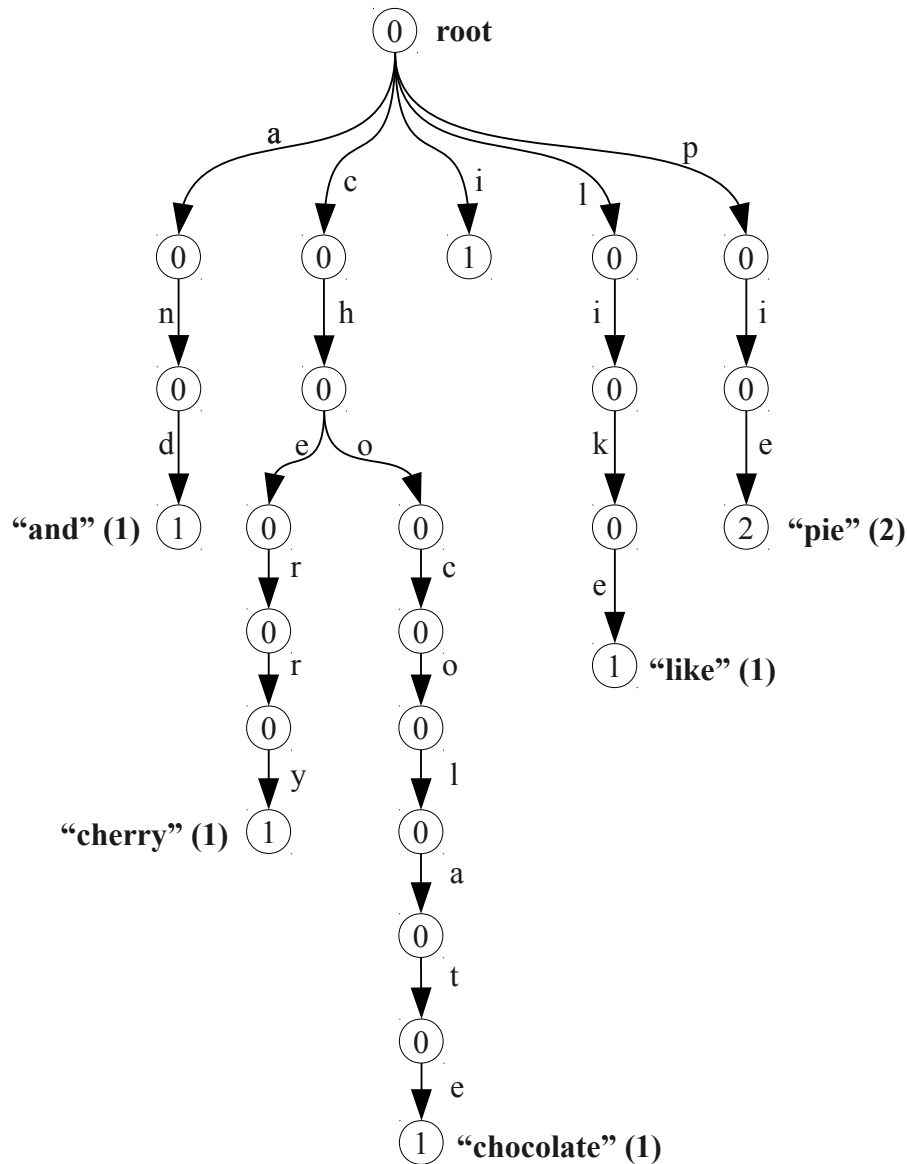 0 root
a c i l p
0 0 1 0 0
n h i i
0 0 0 0
d e o k e
“and” (1) 1 0 0 0 2 “pie” (2)
r c e
0 0 1 “like” (1)
r o
0 0
y l
“cherry” (1) 1 0
a
0
t
0
e
1 “chocolate” (1)